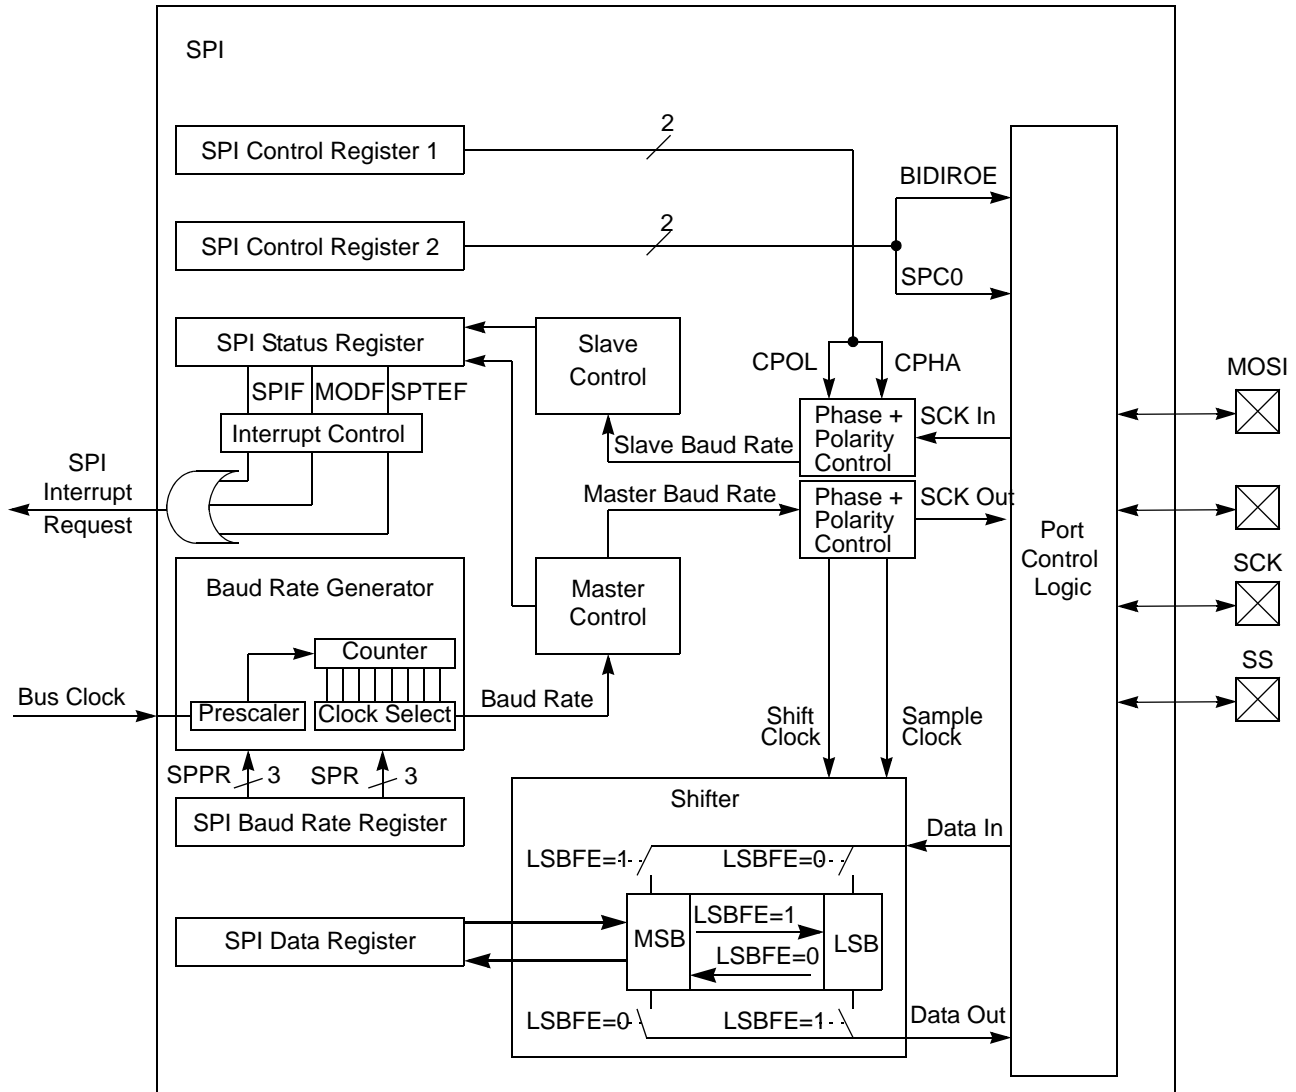 SPI
2
SPI Control Register 1
BIDIROE
2
SPI Control Register 2
SPC0
SPI Status Register
Slave
Control
CPOL
CPHA
MOSI
SPIF
MODF
SPTEF
Phase +
Polarity
Control
SCK In
Interrupt Control
Slave Baud Rate
SPI
Interrupt
Request
Master Baud Rate
Phase +
Polarity
Control
SCK Out
Port
Control
Logic
SCK
Baud Rate Generator
Master
Control
Counter
SS
Bus Clock
Prescaler
Clock Select
Baud Rate
Shift
Clock
Sample
Clock
SPPR
3
SPR
3
Shifter
SPI Baud Rate Register
Data In
LSBFE=1
LSBFE=0
SPI Data Register
MSB
LSBFE=1
LSBFE=0
LSB
LSBFE=0
LSBFE=1
Data Out